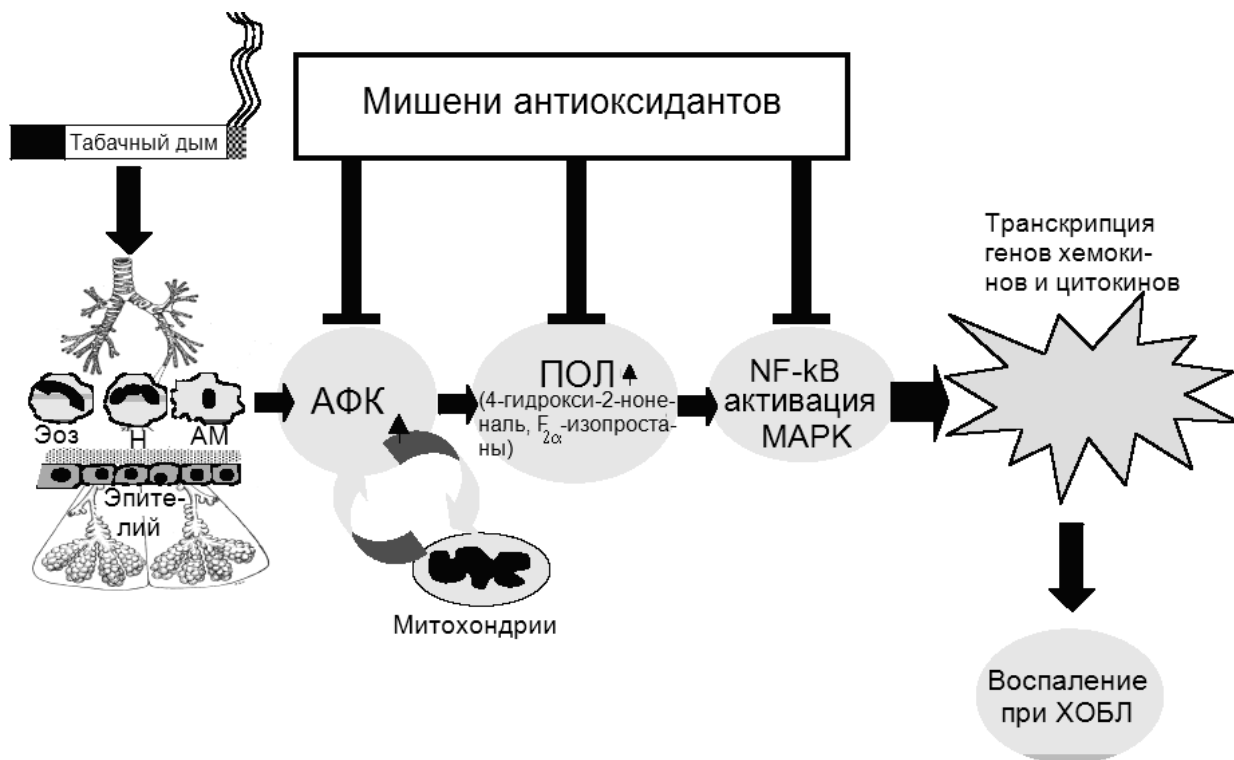 Мишени антиоксидантов
Табачный дым
Транскрипция
генов хемоки-
нов и цитокинов
Эоз
Н
АМ
Эпите-
лий
АФК
ПОЛ
(4-гидрокси-2-ноне-
наль, F2α-изопроста-
ны)
NF-kB
активация
МАРК
Митохондрии
Воспаление
при ХОБЛ